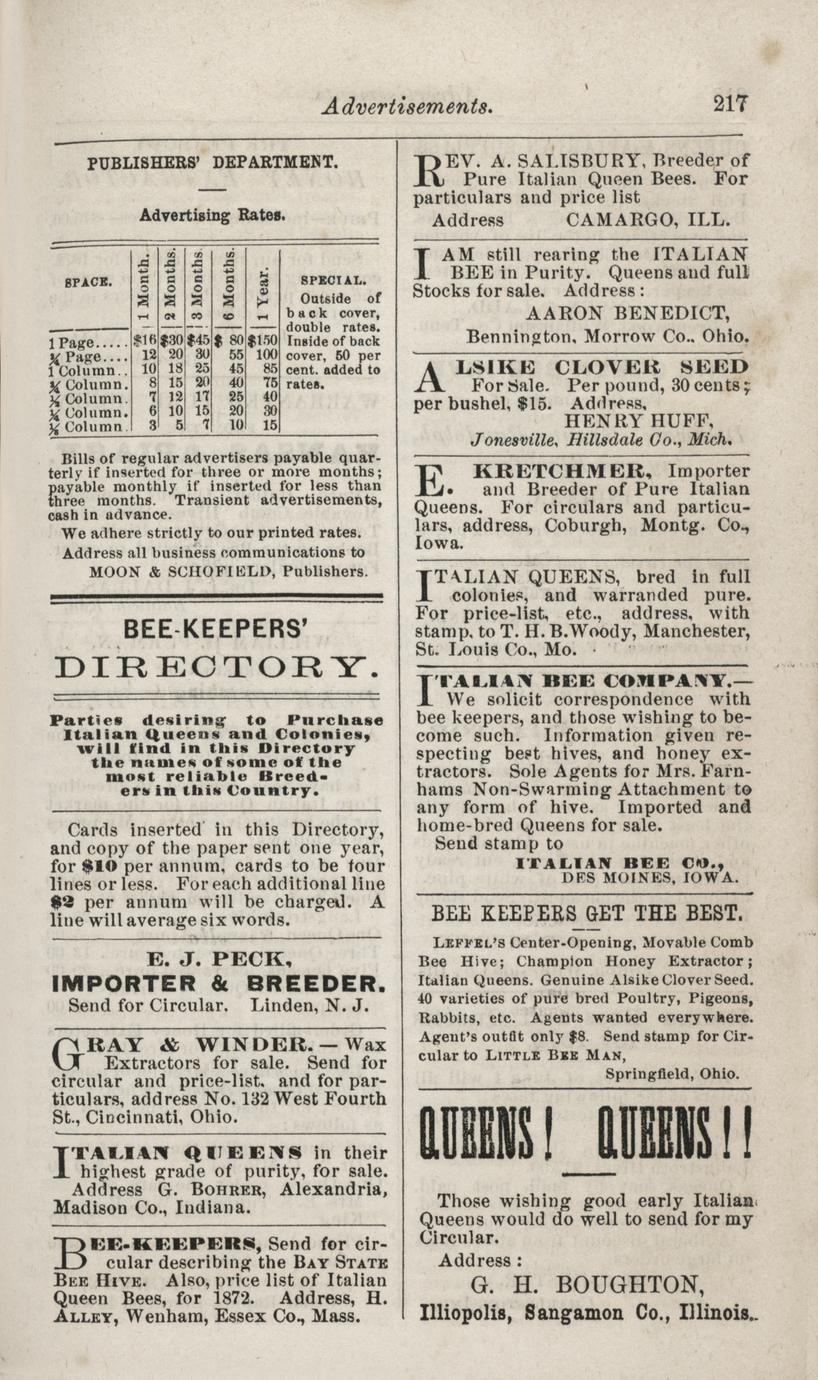 Advertisements.
217
PUBLISHERS' DEPARTMENT.
Advertising Rates.
SPACE. 1 Month. 2 Months. 3 Months. 6 Months. 1 Year.
1 Page..... $16 $30 $45 $ 80 $150
¾ Page.... 12 20 30 55 100
1 Column.. 10 18 25 45 85
¾ Column. 8 15 20 40 75
Column. 7 12 17 25 40
Column. 6 10 15 20 30
Column. 3 5 7 10 15
SPECIAL.
Outside of
back cover,
double rates.
Inside of back
cover, 50 per
cent. added to
rates.
Bills of regular advertisers payable quar-
terly if inserted for three or more months;
payable monthly if inserted for less than
three months. Transient advertisements,
cash in advance.
We adhere strictly to our printed rates.
Address all business communications to
MOON & SCHOFIELD, Publishers.
BEE-KEEPERS'
DIRECTORY.
Parties desiring to Purchase
Italian Queens and Colonies,
will find in this Directory
the names of some of the
most reliable Breed-
ers in this Country.
Cards inserted in this Directory,
and copy of the paper sent one year,
for $10 per annum, cards to be four
lines or less. For each additional line
$2 per annum will be charged. A
line will average six words.
E. J. PECK,
IMPORTER & BREEDER.
Send for Circular. Linden, N. J.
GRAY & WINDER. — Wax
Extractors for sale. Send for
circular and price-list, and for par-
ticulars, address No. 132 West Fourth
St., Cincinnati, Ohio.
ITALIAN QUEENS in their
highest grade of purity, for sale.
Address G. BOHRER, Alexandria,
Madison Co., Indiana.
BEE-KEEPERS, Send for cir-
cular describing the BAY STATE
BEE HIVE. Also, price list of Italian
Queen Bees, for 1872. Address, H.
ALLEY, Wenham, Essex Co., Mass.
REV. A. SALISBURY, Breeder of
Pure Italian Queen Bees. For
particulars and price list
Address CAMARGO, ILL.
I AM still rearing the ITALIAN
BEE in Purity. Queens and full
Stocks for sale. Address:
AARON BENEDICT,
Bennington, Morrow Co., Ohio.
ALSIKE CLOVER SEED
For Sale. Per pound, 30 cents;
per bushel, $15. Address,
HENRY HUFF,
Jonesville, Hillsdale Co., Mich.
E. KRETCHMER, Importer
and Breeder of Pure Italian
Queens. For circulars and particu-
lars, address, Coburgh, Montg. Co.,
Iowa.
ITALIAN QUEENS, bred in full
colonies, and warranded pure.
For price-list, etc., address, with
stamp, to T. H. B. Woody, Manchester,
St. Louis Co., Mo.
ITALIAN BEE COMPANY.—
We solicit correspondence with
bee keepers, and those wishing to be-
come such. Information given re-
specting best hives, and honey ex-
tractors. Sole Agents for Mrs. Farn-
hams Non-Swarming Attachment to
any form of hive. Imported and
home-bred Queens for sale.
Send stamp to
ITALIAN BEE CO.,
DES MOINES, IOWA.
BEE KEEPERS GET THE BEST.
LEFFEL'S Center-Opening, Movable Comb
Bee Hive; Champion Honey Extractor;
Italian Queens. Genuine Alsike Clover Seed.
40 varieties of pure bred Poultry, Pigeons,
Rabbits, etc. Agents wanted everywhere.
Agent's outfit only $8. Send stamp for Cir-
cular to LITTLE BEE MAN,
Springfield, Ohio.
QUEENS! QUEENS!!
Those wishing good early Italian
Queens would do well to send for my
Circular.
Address:
G. H. BOUGHTON,
Illiopolis, Sangamon Co., Illinois.